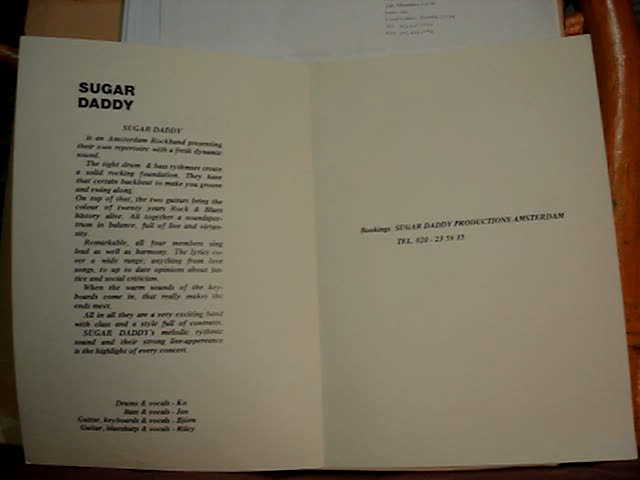 SUGAR
DADDY
SUGAR DADDY
is an Amsterdam Rockband presenting
their own repertoire with a fresh dynamic
sound.
The tight drum & bass rythmses create
a solid rocking foundation. They have
that certain backbeat to make you groove
and swing along.
On top of that, the two guitars bring the
colour of twenty years Rock & Blues
history alive. All together a soundspec-
trum in balance, full of live and virtuo-
sity.
Remarkable, all four members sing
lead as well as harmony. The lyrics co-
ver a wide range; anything from love
songs, to up to date opinions about jus-
tice and social criticism.
When the warm sounds of the key-
boards come in, that really makes the
ends meet.
All in all they are a very exciting band
with class and a style full of contrasts.
SUGAR DADDY's melodic rythmic
sound and their strong live-apperance
is the highlight of every concert.
Drums & vocals - Ko
Bass & vocals - Jan
Guitar, keyboards & vocals - Björn
Guitar, bluesharp & vocals - Riley
Bookings: SUGAR DADDY PRODUCTIONS AMSTERDAM
TEL. 020 - 23 59 35